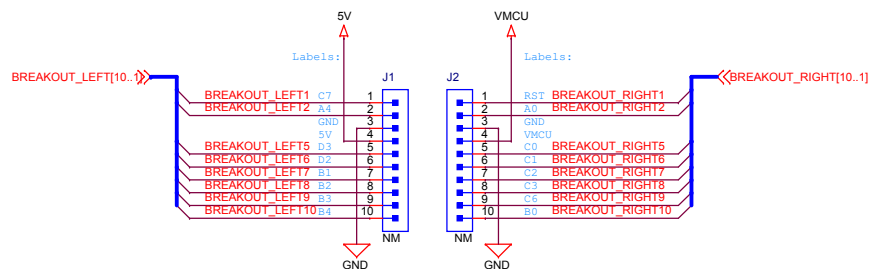 5V VMCU
Labels: Labels:
BREAKOUT_LEFT[10..1] J1 J2 BREAKOUT_RIGHT[10..1]
BREAKOUT_LEFT1 C7 1 1 RST BREAKOUT_RIGHT1
BREAKOUT_LEFT2 A4 2 2 A0 BREAKOUT_RIGHT2
GND 3 3 GND
5V 4 4 VMCU
BREAKOUT_LEFT5 D3 5 5 C0 BREAKOUT_RIGHT5
BREAKOUT_LEFT6 D2 6 6 C1 BREAKOUT_RIGHT6
BREAKOUT_LEFT7 B1 7 7 C2 BREAKOUT_RIGHT7
BREAKOUT_LEFT8 B2 8 8 C3 BREAKOUT_RIGHT8
BREAKOUT_LEFT9 B3 9 9 C6 BREAKOUT_RIGHT9
BREAKOUT_LEFT10 B4 10 10 B0 BREAKOUT_RIGHT10
NM NM
GND GND